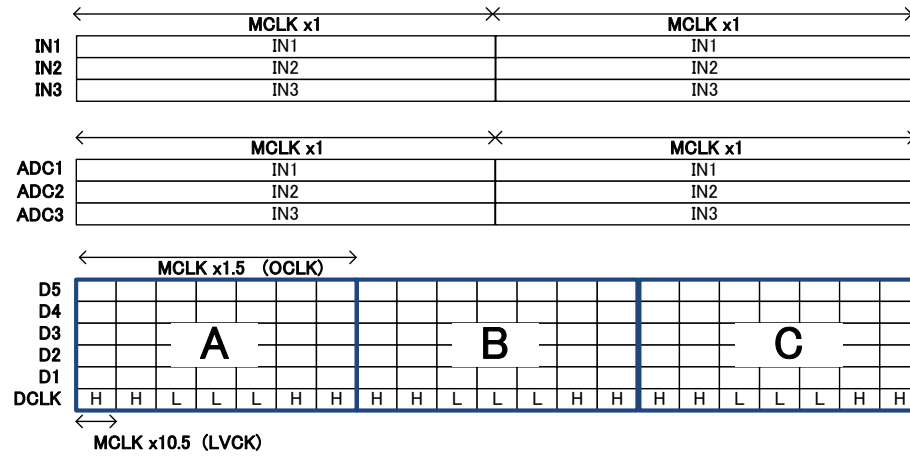 MCLK x1 MCLK x1
IN1 IN1 IN1
IN2 IN2 IN2
IN3 IN3 IN3
MCLK x1 MCLK x1
ADC1 IN1 IN1
ADC2 IN2 IN2
ADC3 IN3 IN3
MCLK x1.5 (OCLK)
D5
D4
D3
A B C
D2
D1
DCLK H H L L L H H H H L L L H H H H L L L H H
MCLK x10.5 (LVCK)